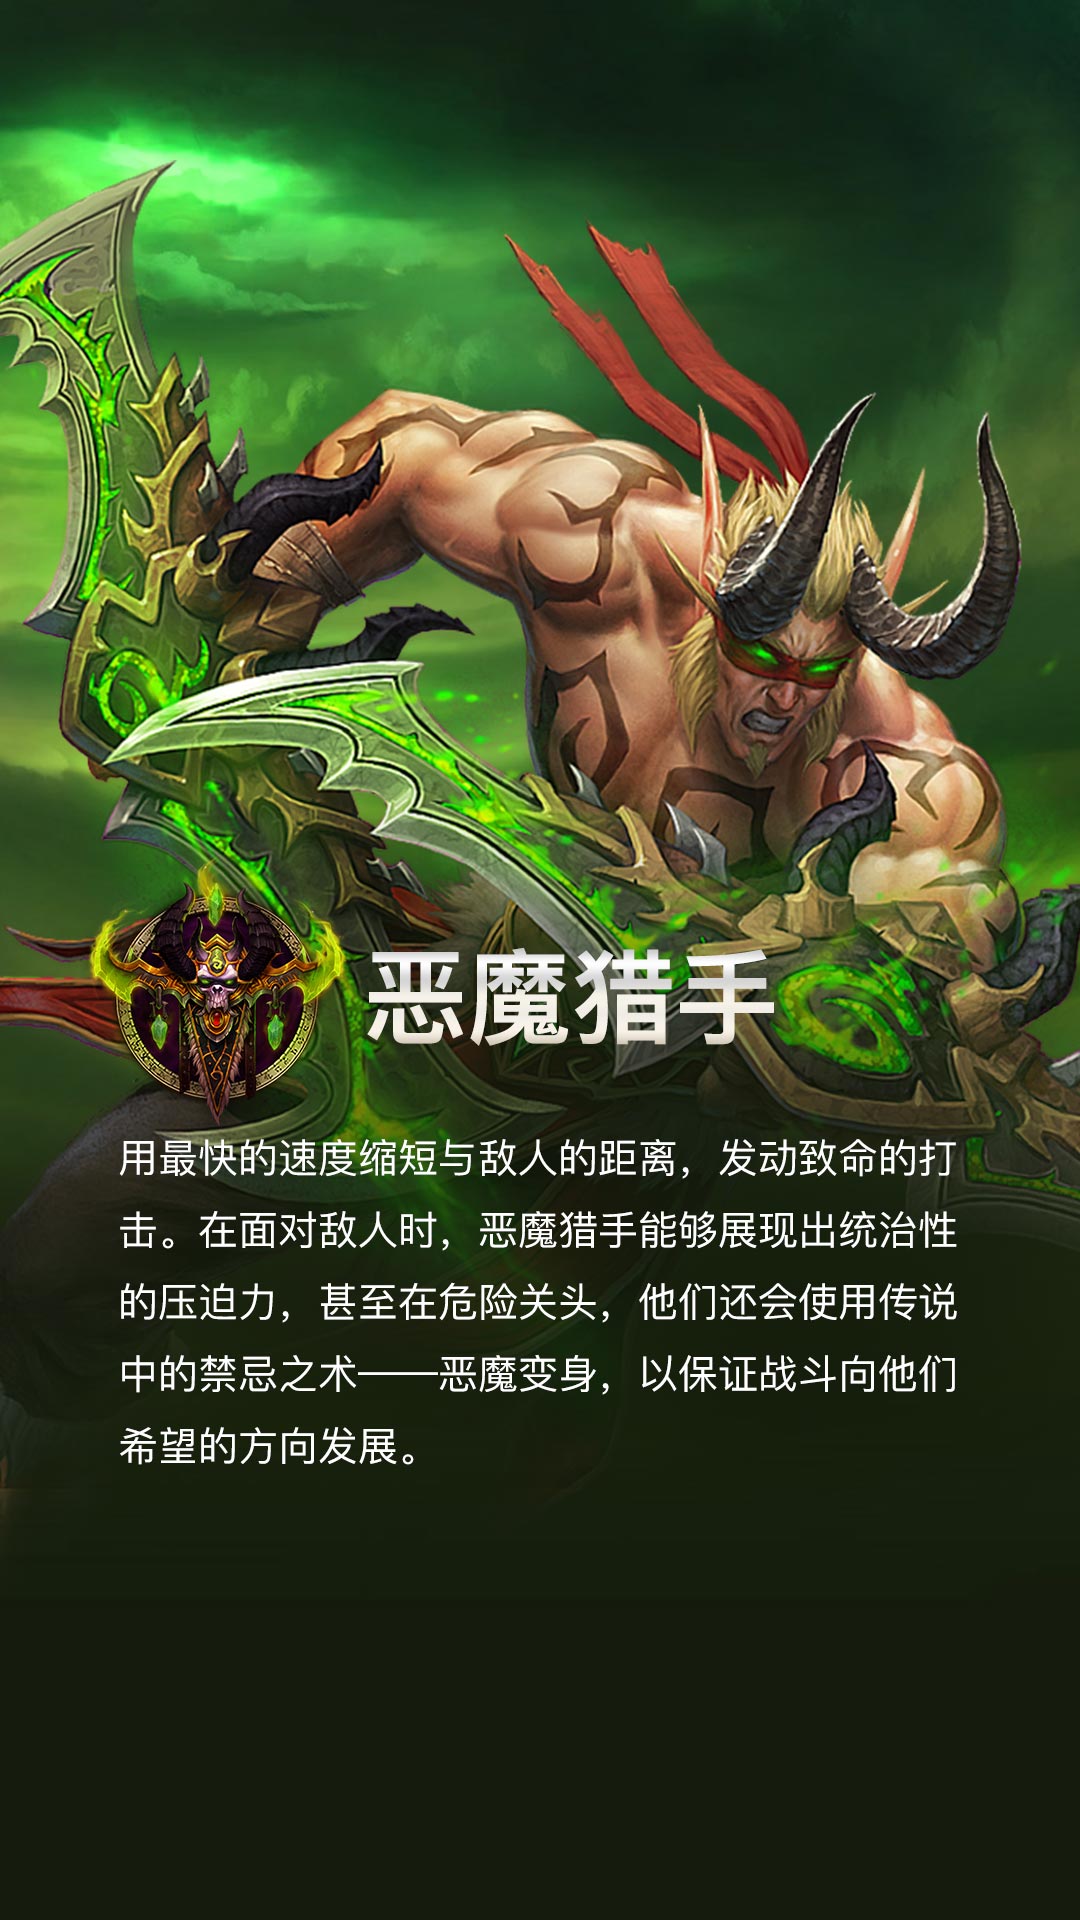 恶魔猎手
用最快的速度缩短与敌人的距离，发动致命的打
击。在面对敌人时，恶魔猎手能够展现出统治性
的压迫力，甚至在危险关头，他们还会使用传说
中的禁忌之术——恶魔变身，以保证战斗向他们
希望的方向发展。